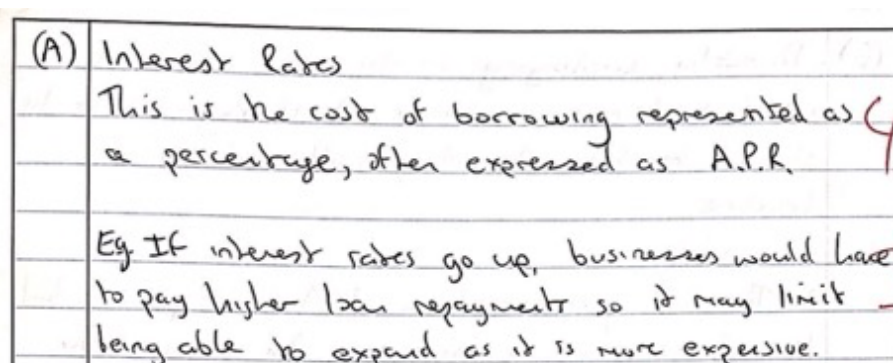 (A) Interest Rates
This is the cost of borrowing represented as
a percentage, often expressed as A.P.R.
Eg. If interest rates go up, businesses would have
to pay higher loan repayments so it may limit
being able to expand as it is more expensive.